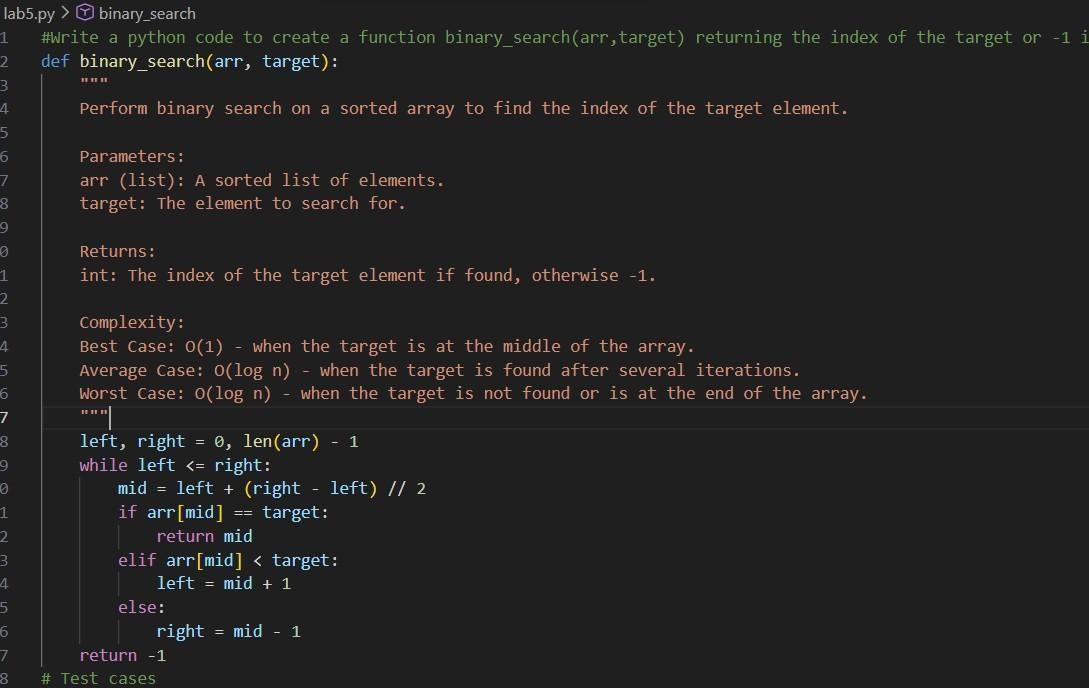 lab5.py > binary_search
1 #Write a python code to create a function binary_search(arr,target) returning the index of the target or -1 i
2 def binary_search(arr, target):
3     """
4     Perform binary search on a sorted array to find the index of the target element.
5
6     Parameters:
7     arr (list): A sorted list of elements.
8     target: The element to search for.
9
0     Returns:
1     int: The index of the target element if found, otherwise -1.
2
3     Complexity:
4     Best Case: O(1) - when the target is at the middle of the array.
5     Average Case: O(log n) - when the target is found after several iterations.
6     Worst Case: O(log n) - when the target is not found or is at the end of the array.
7     """
8     left, right = 0, len(arr) - 1
9     while left <= right:
0         mid = left + (right - left) // 2
1         if arr[mid] == target:
2             return mid
3         elif arr[mid] < target:
4             left = mid + 1
5         else:
6             right = mid - 1
7     return -1
8 # Test cases